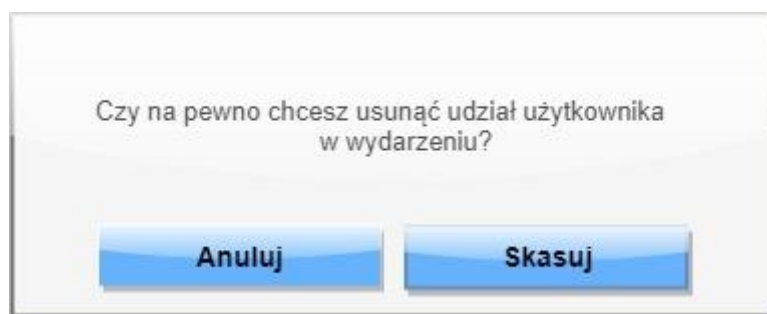 Czy na pewno chcesz usunąć udział użytkownika
w wydarzeniu?
Anuluj
Skasuj